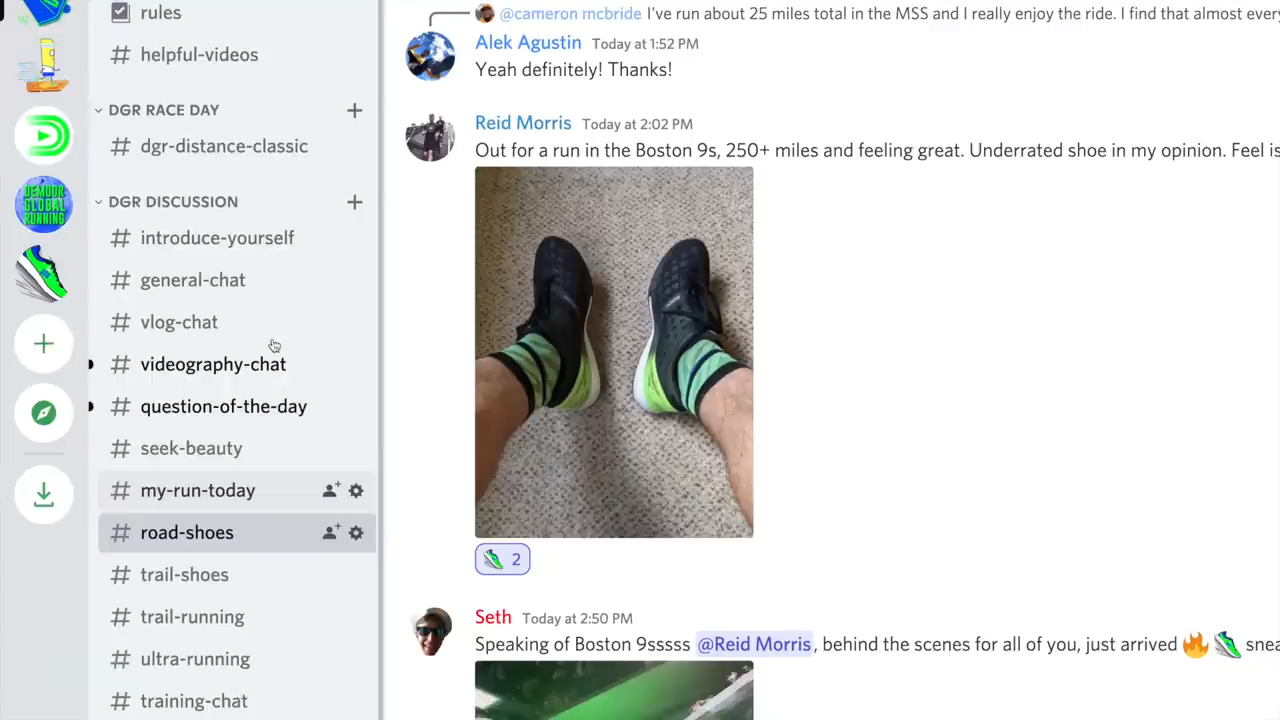 rules
# helpful-videos
DGR RACE DAY
# dgr-distance-classic
DGR DISCUSSION
# introduce-yourself
# general-chat
# vlog-chat
# videography-chat
# question-of-the-day
# seek-beauty
# my-run-today
# road-shoes
# trail-shoes
# trail-running
# ultra-running
# training-chat
DEMOOR
GLOBAL
RUNNING
@cameron mcbride I've run about 25 miles total in the MSS and I really enjoy the ride. I find that almost every
Alek Agustin Today at 1:52 PM
Yeah definitely! Thanks!
Reid Morris Today at 2:02 PM
Out for a run in the Boston 9s, 250+ miles and feeling great. Underrated shoe in my opinion. Feel is
2
Seth Today at 2:50 PM
Speaking of Boston 9sssss @Reid Morris, behind the scenes for all of you, just arrived 🔥 👟 snea